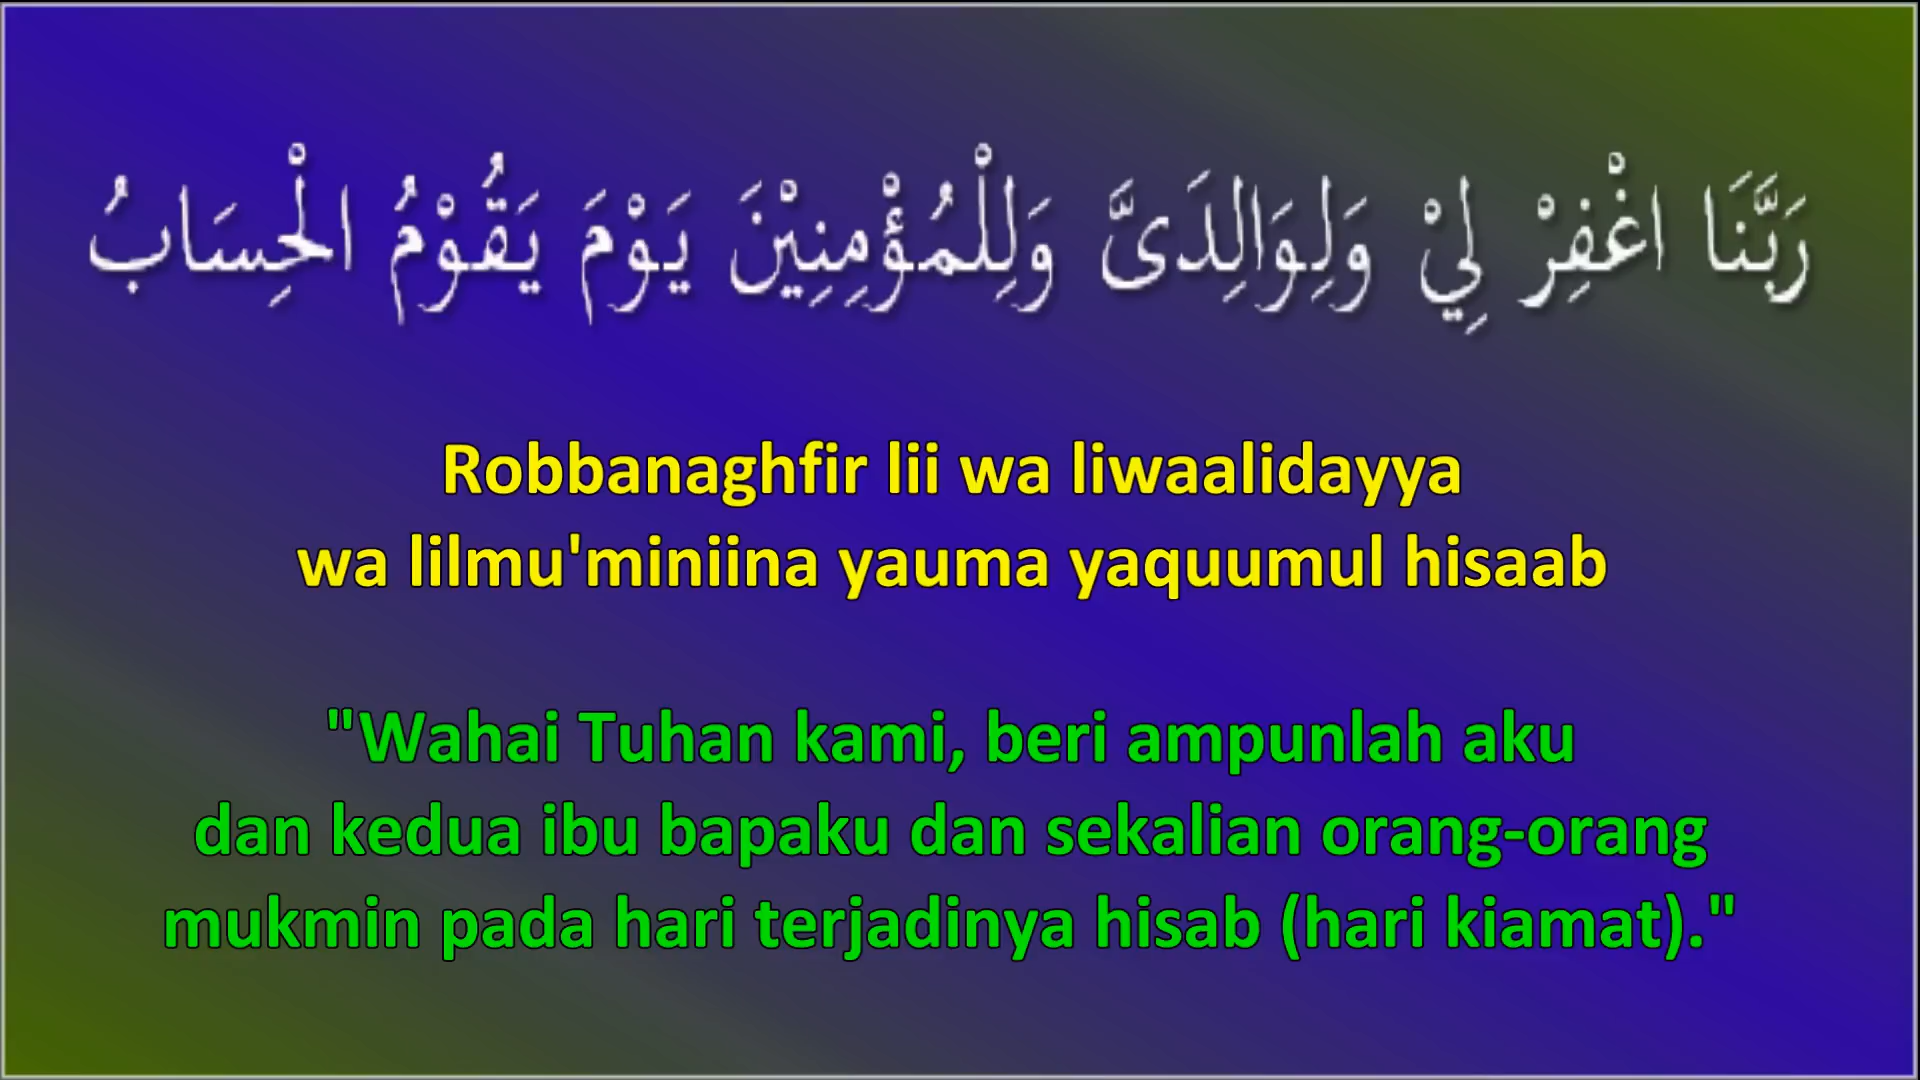 رَبَّنَا اغْفِرْ لِيْ وَلِوَالِدَىَّ وَلِلْمُؤْمِنِيْنَ يَوْمَ يَقُوْمُ الْحِسَابُ
Robbanaghfir lii wa liwaalidayya
wa lilmu'miniina yauma yaquumul hisaab
"Wahai Tuhan kami, beri ampunlah aku
dan kedua ibu bapaku dan sekalian orang-orang
mukmin pada hari terjadinya hisab (hari kiamat)."